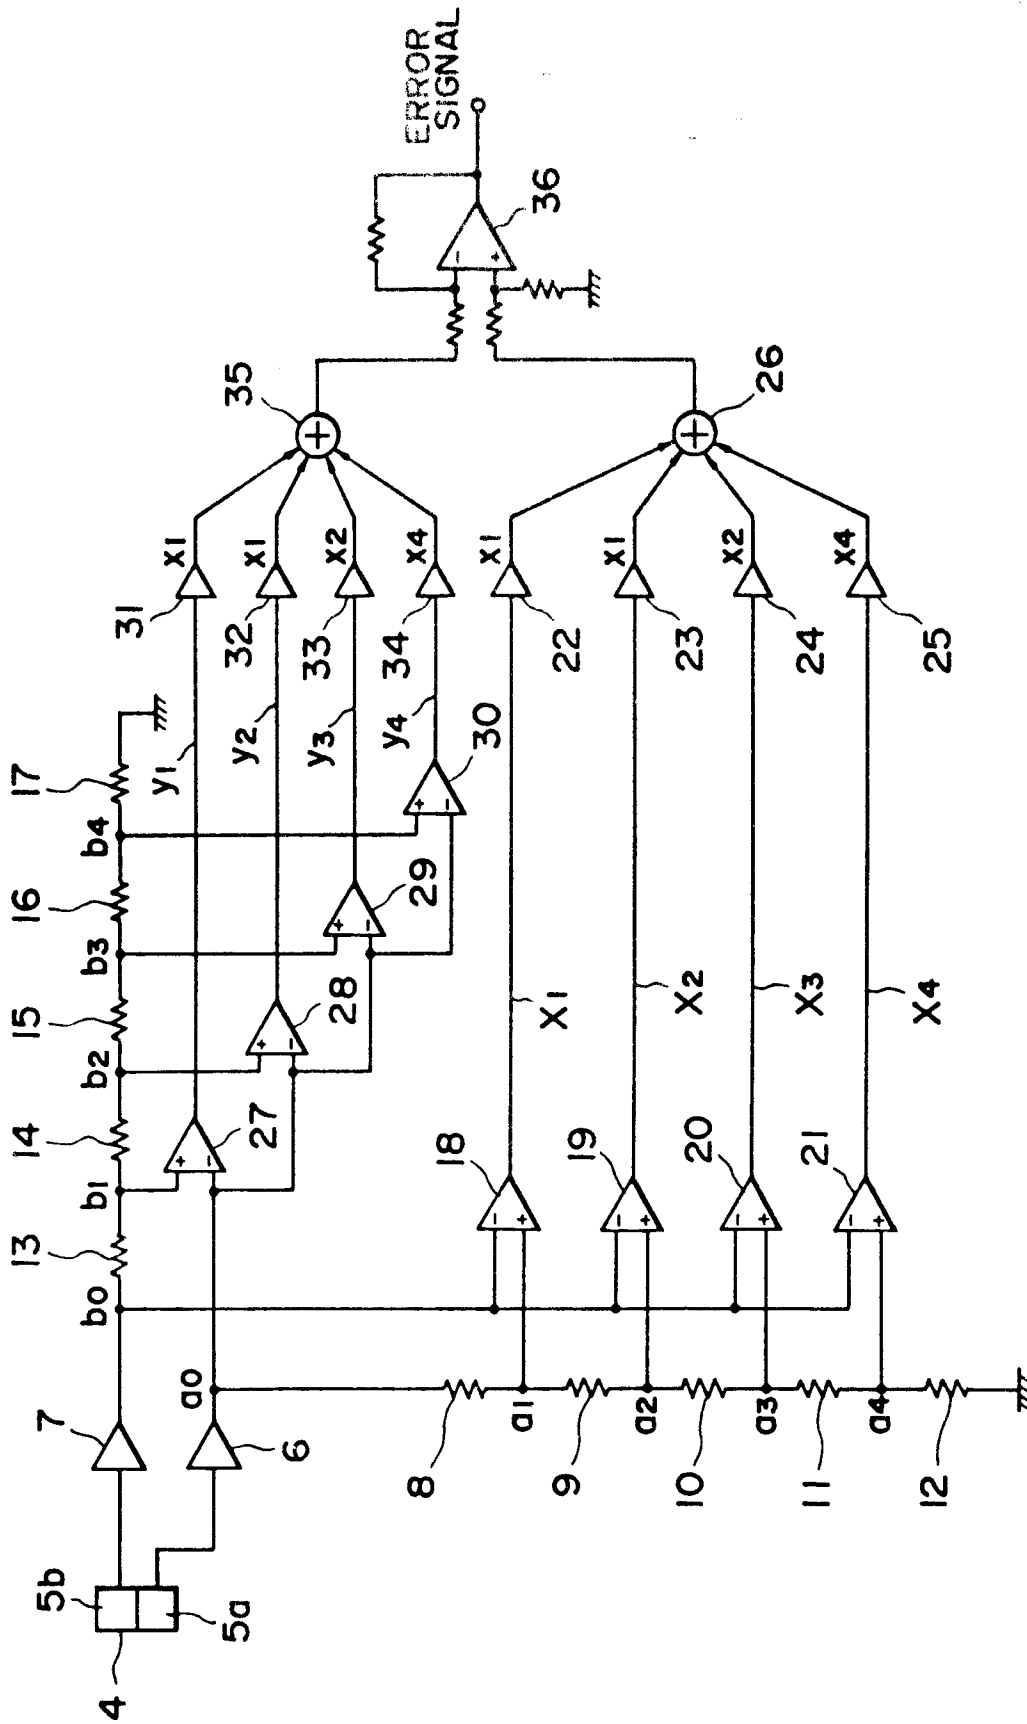 ERROR
SIGNAL
36
35
26
x1
x1
x2
x4
x1
x1
x2
x4
31
32
33
34
22
23
24
25
y1
y2
y3
y4
30
29
28
27
17
16
15
14
13
b4
b3
b2
b1
b0
X1
X2
X3
X4
18
19
20
21
a0
a1
a2
a3
a4
7
6
8
9
10
11
12
5b
5a
4
+
-
+
-
+
-
+
-
-
+
-
+
-
+
-
+
-
+
+
+